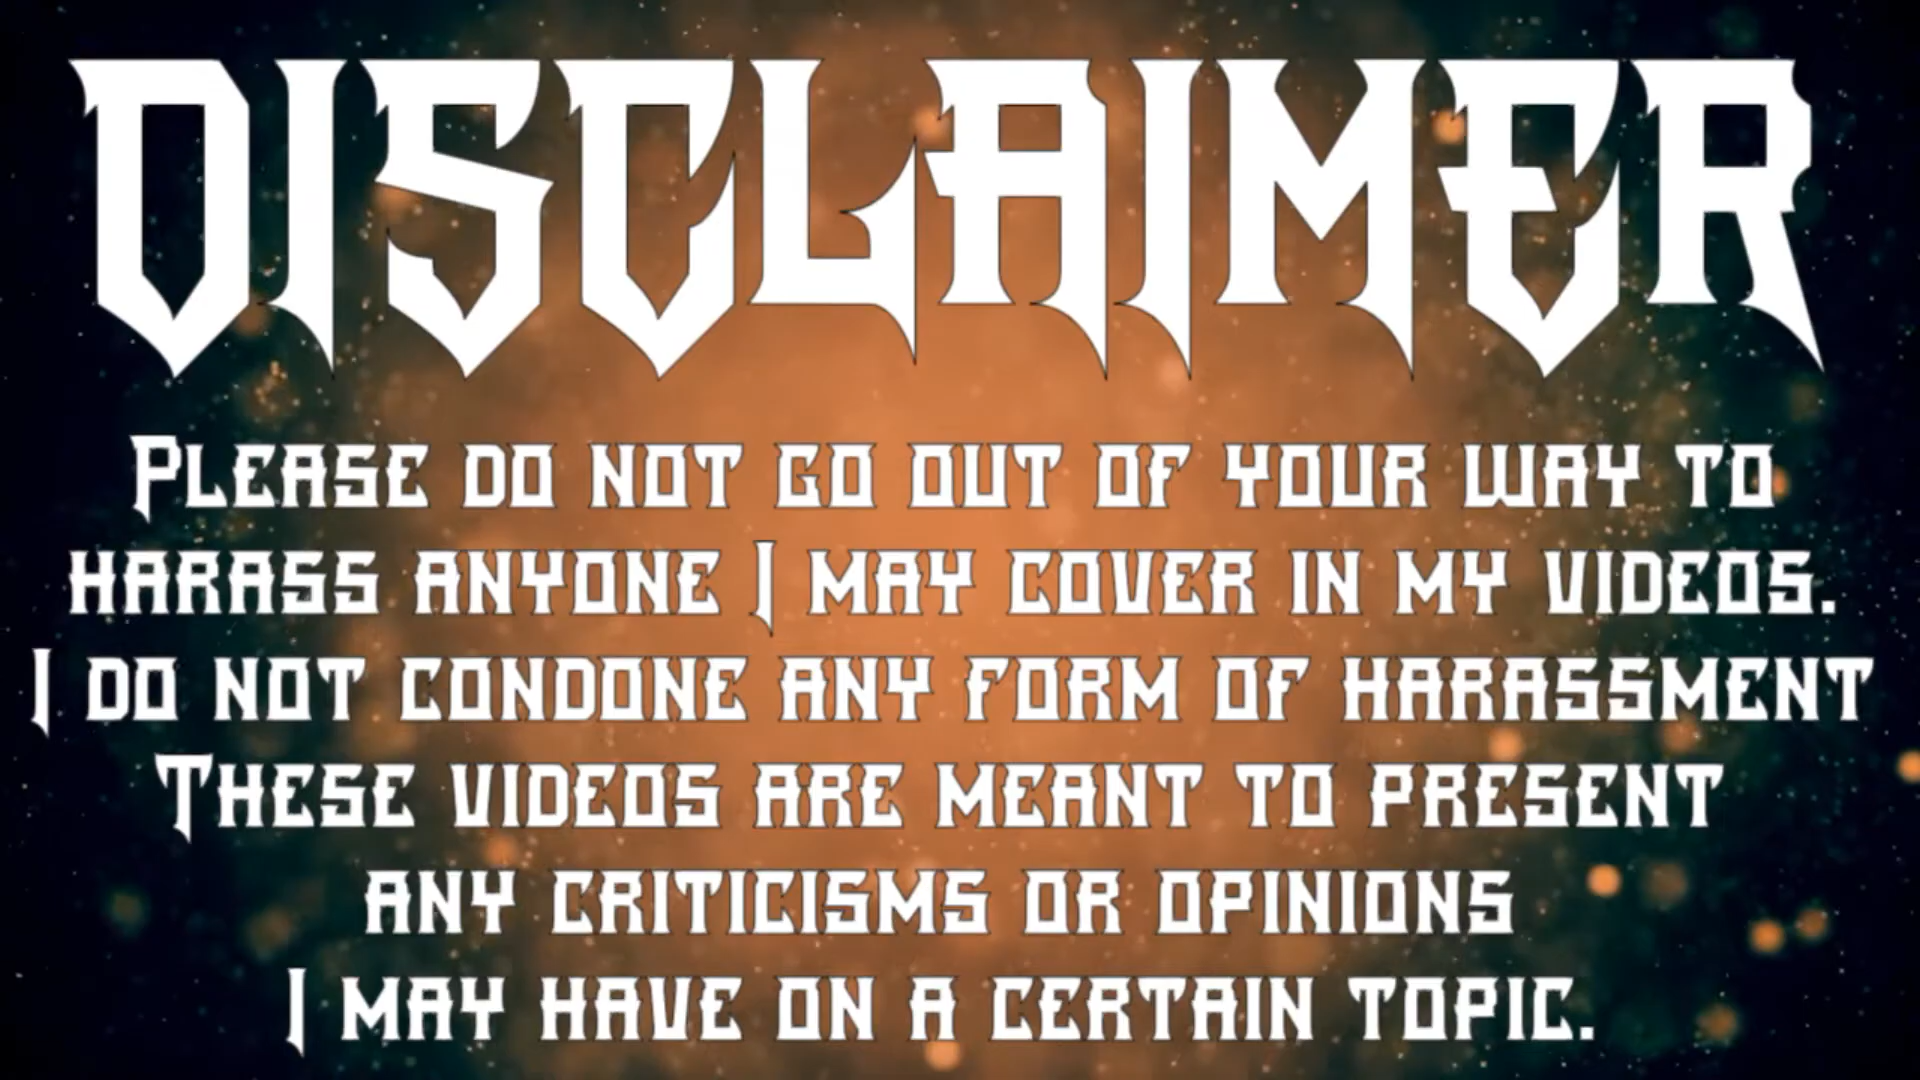 DISCLAIMER
Please do not go out of your way to
harass anyone I may cover in my videos.
I do not condone any form of harassment
These videos are meant to present
any criticisms or opinions
I may have on a certain topic.